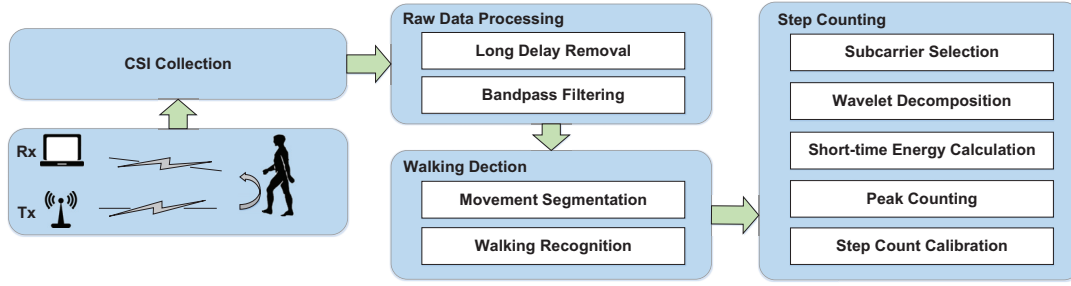 CSI Collection
Rx
Tx
Raw Data Processing
Long Delay Removal
Bandpass Filtering
Walking Dection
Movement Segmentation
Walking Recognition
Step Counting
Subcarrier Selection
Wavelet Decomposition
Short-time Energy Calculation
Peak Counting
Step Count Calibration